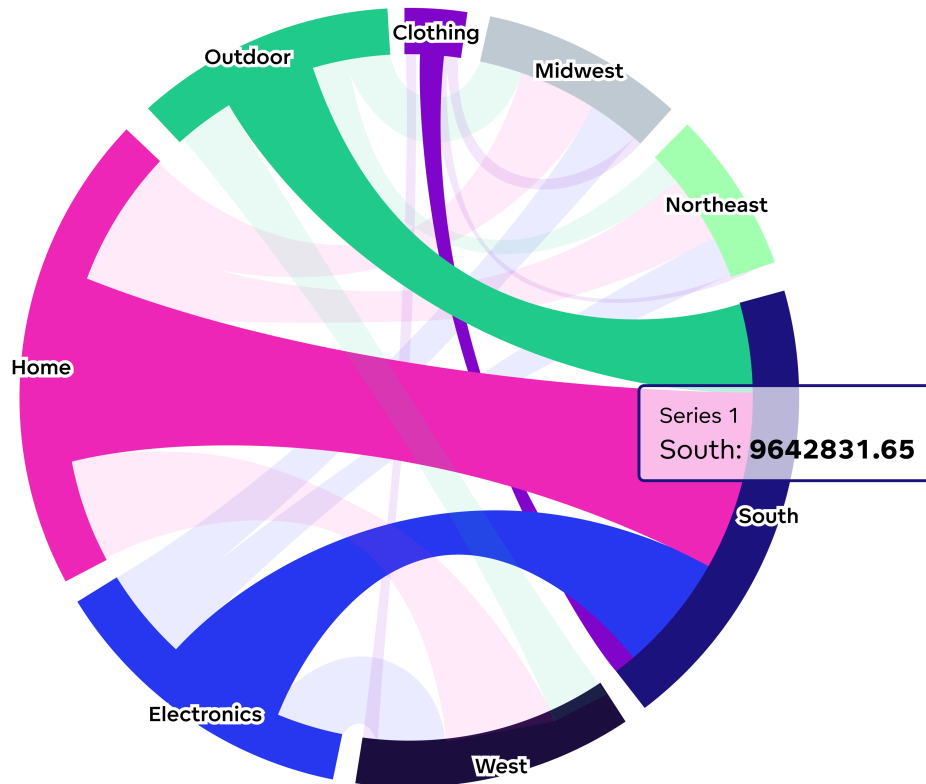 Clothing
Outdoor
Midwest
Northeast
Home
Series 1
South: 9642831.65
South
Electronics
West